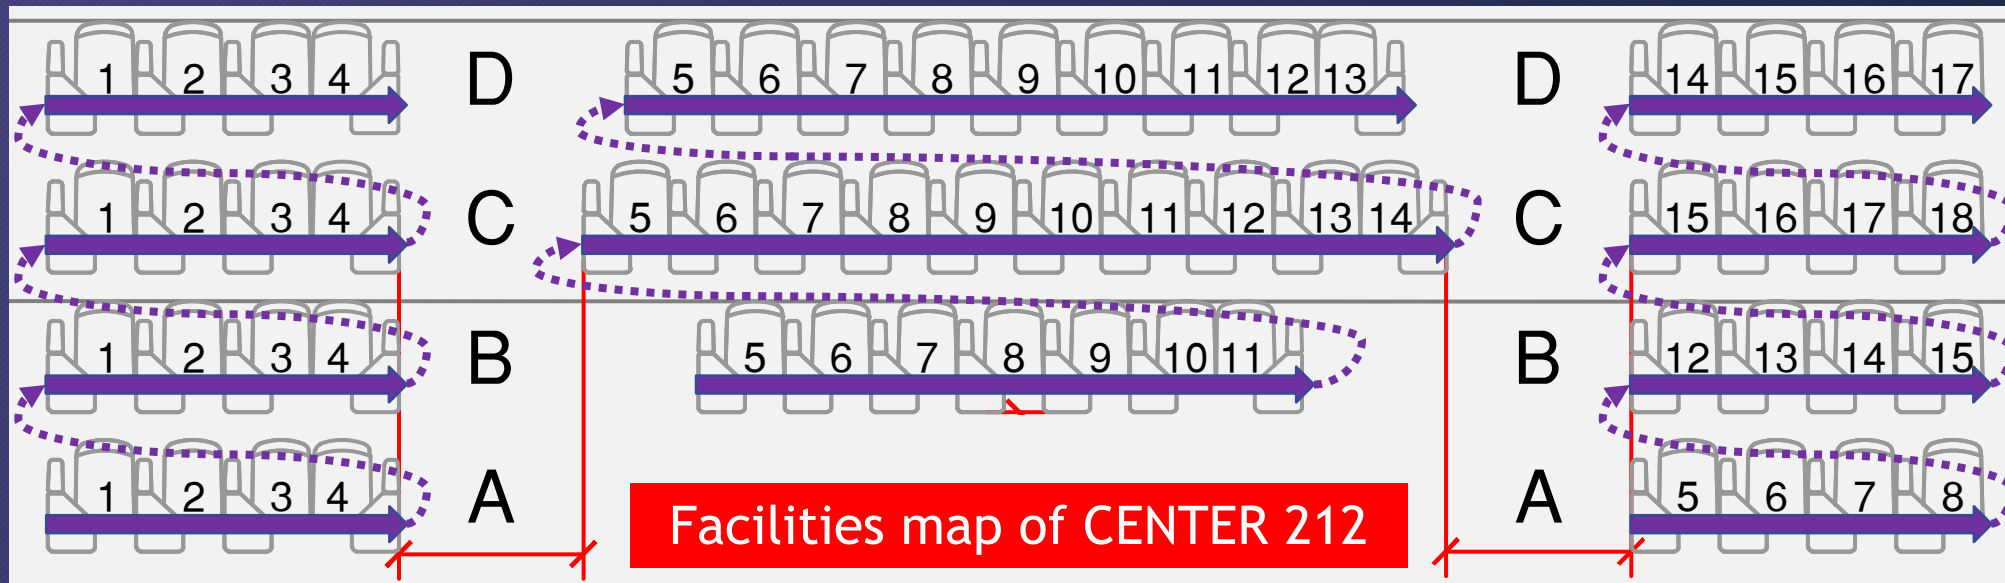 1 2 3 4 D 5 6 7 8 9 10 11 12 13 D 14 15 16 17
1 2 3 4 C 5 6 7 8 9 10 11 12 13 14 C 15 16 17 18
1 2 3 4 B 5 6 7 8 9 10 11 B 12 13 14 15
1 2 3 4 A A 5 6 7 8
Facilities map of CENTER 212